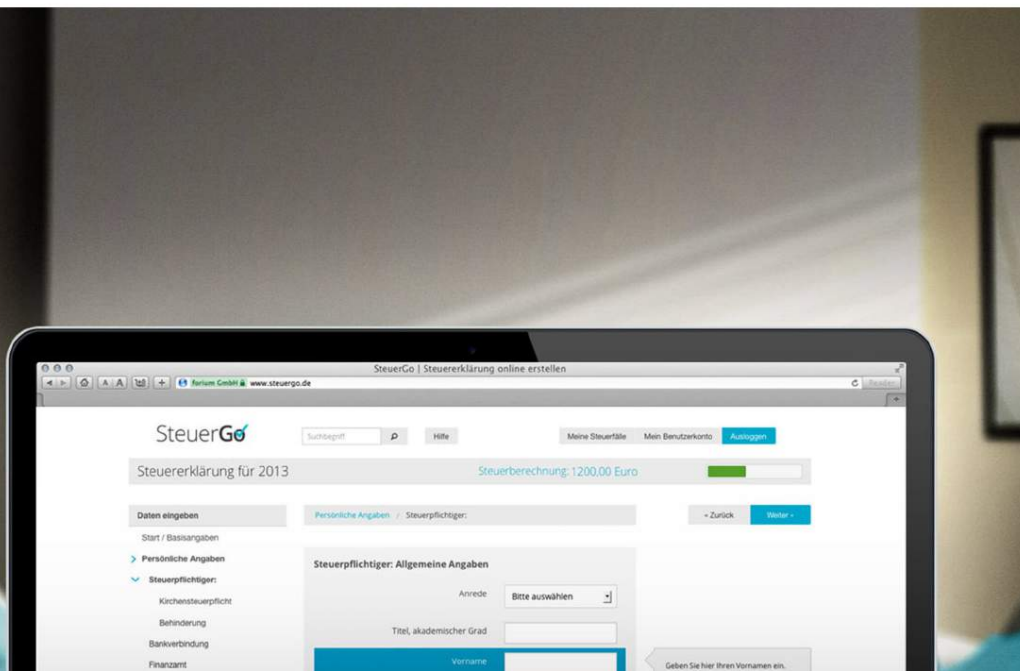 SteuerGo | Steuererklärung online erstellen
A A + forium GmbH www.steuergo.de Reader
SteuerGo
Suchbegriff Hilfe Meine Steuerfälle Mein Benutzerkonto Ausloggen
Steuererklärung für 2013 Steuerberechnung: 1200,00 Euro
Daten eingeben Persönliche Angaben / Steuerpflichtiger: « Zurück Weiter »
Start / Basisangaben
> Persönliche Angaben
Steuerpflichtiger: Allgemeine Angaben
Steuerpflichtiger:
Anrede Bitte auswählen
Kirchensteuerpflicht
Behinderung
Titel, akademischer Grad
Bankverbindung
Finanzamt
Vorname
Geben Sie hier Ihren Vornamen ein.